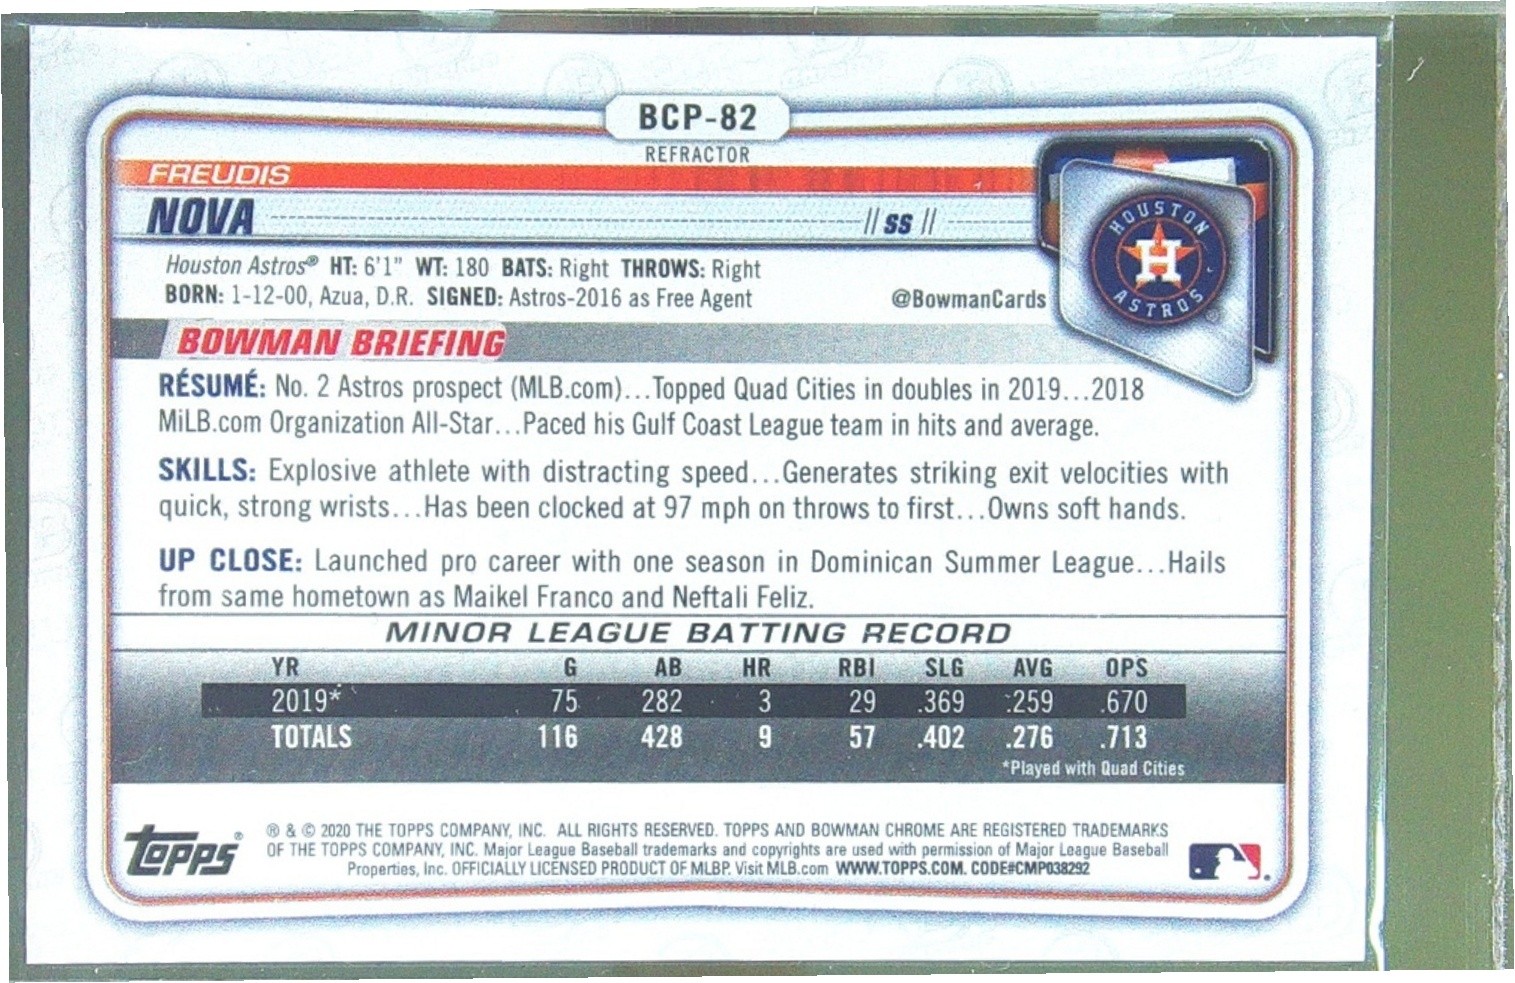 BCP-82
REFRACTOR
FREUDIS
NOVA // SS //
Houston Astros® HT: 6'1" WT: 180 BATS: Right THROWS: Right
BORN: 1-12-00, Azua, D.R. SIGNED: Astros-2016 as Free Agent @BowmanCards
HOUSTON
H
ASTROS®
BOWMAN BRIEFING
RÉSUMÉ: No. 2 Astros prospect (MLB.com)...Topped Quad Cities in doubles in 2019...2018
MiLB.com Organization All-Star...Paced his Gulf Coast League team in hits and average.
SKILLS: Explosive athlete with distracting speed...Generates striking exit velocities with
quick, strong wrists...Has been clocked at 97 mph on throws to first...Owns soft hands.
UP CLOSE: Launched pro career with one season in Dominican Summer League...Hails
from same hometown as Maikel Franco and Neftali Feliz.
MINOR LEAGUE BATTING RECORD
YR G AB HR RBI SLG AVG OPS
2019* 75 282 3 29 .369 .259 .670
TOTALS 116 428 9 57 .402 .276 .713
*Played with Quad Cities
Topps®
® & © 2020 THE TOPPS COMPANY, INC. ALL RIGHTS RESERVED. TOPPS AND BOWMAN CHROME ARE REGISTERED TRADEMARKS
OF THE TOPPS COMPANY, INC. Major League Baseball trademarks and copyrights are used with permission of Major League Baseball
Properties, Inc. OFFICIALLY LICENSED PRODUCT OF MLBP. Visit MLB.com WWW.TOPPS.COM. CODE#CMP038292